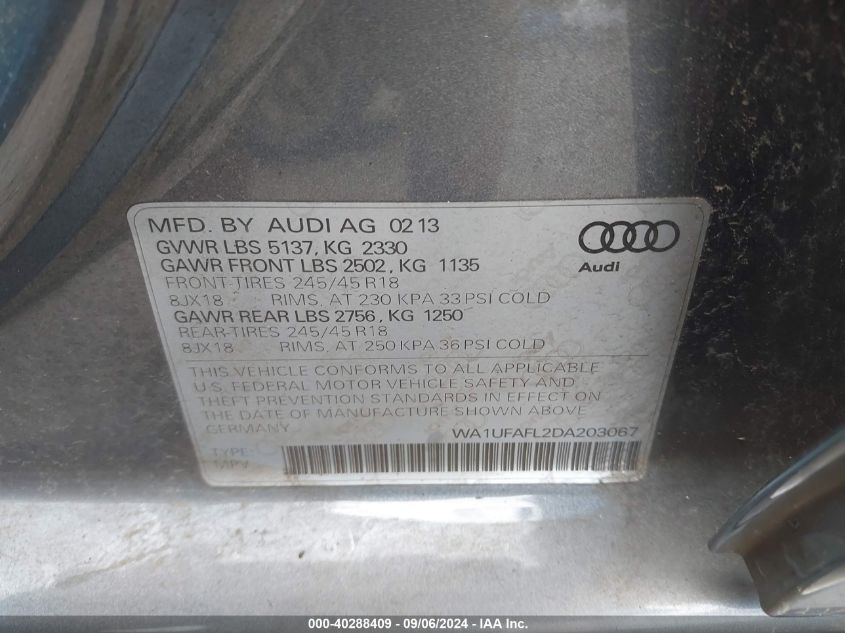 MFD. BY AUDI AG 02 13
GVWR LBS 5137, KG 2330
GAWR FRONT LBS 2502, KG 1135
FRONT-TIRES 245/45 R18
8JX18 RIMS, AT 230 KPA 33 PSI COLD
GAWR REAR LBS 2756, KG 1250
REAR-TIRES 245/45 R18
8JX18 RIMS, AT 250 KPA 36 PSI COLD
Audi
THIS VEHICLE CONFORMS TO ALL APPLICABLE
U.S. FEDERAL MOTOR VEHICLE SAFETY AND
THEFT PREVENTION STANDARDS IN EFFECT ON
THE DATE OF MANUFACTURE SHOWN ABOVE
GERMANY WA1UFAFL2DA203067
TYPE:
MPV
000-40288409 - 09/06/2024 - IAA Inc.